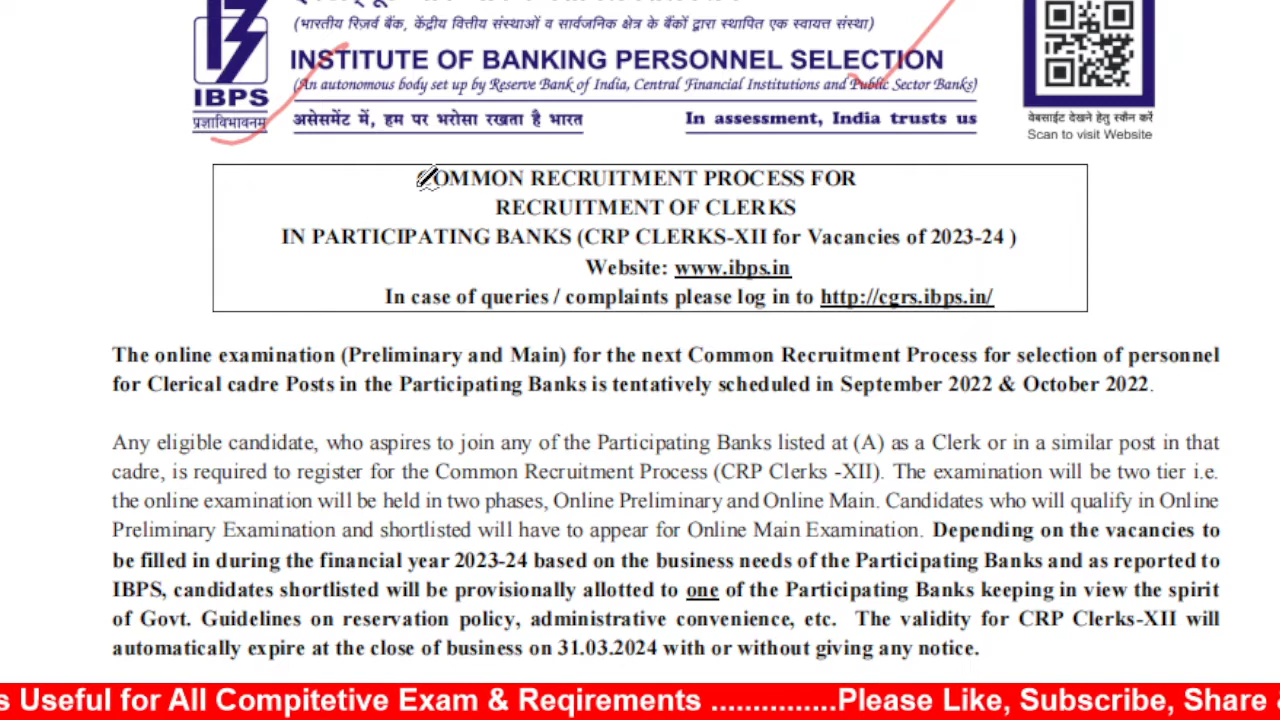 (भारतीय रिज़र्व बैंक, केंद्रीय वित्तीय संस्थाओं व सार्वजनिक क्षेत्र के बैंकों द्वारा स्थापित एक स्वायत्त संस्था)
INSTITUTE OF BANKING PERSONNEL SELECTION
(An autonomous body set up by Reserve Bank of India, Central Financial Institutions and Public Sector Banks)
IBPS
प्रज्ञाविभावनम्
असेसमेंट में, हम पर भरोसा रखता है भारत
In assessment, India trusts us
वेबसाईट देखने हेतु स्कॅन करें
Scan to visit Website
COMMON RECRUITMENT PROCESS FOR
RECRUITMENT OF CLERKS
IN PARTICIPATING BANKS (CRP CLERKS-XII for Vacancies of 2023-24 )
Website: www.ibps.in
In case of queries / complaints please log in to http://cgrs.ibps.in/
The online examination (Preliminary and Main) for the next Common Recruitment Process for selection of personnel
for Clerical cadre Posts in the Participating Banks is tentatively scheduled in September 2022 & October 2022.
Any eligible candidate, who aspires to join any of the Participating Banks listed at (A) as a Clerk or in a similar post in that
cadre, is required to register for the Common Recruitment Process (CRP Clerks -XII). The examination will be two tier i.e.
the online examination will be held in two phases, Online Preliminary and Online Main. Candidates who will qualify in Online
Preliminary Examination and shortlisted will have to appear for Online Main Examination. Depending on the vacancies to
be filled in during the financial year 2023-24 based on the business needs of the Participating Banks and as reported to
IBPS, candidates shortlisted will be provisionally allotted to one of the Participating Banks keeping in view the spirit
of Govt. Guidelines on reservation policy, administrative convenience, etc. The validity for CRP Clerks-XII will
automatically expire at the close of business on 31.03.2024 with or without giving any notice.
s Useful for All Compitetive Exam & Reqirements ...............Please Like, Subscribe, Share